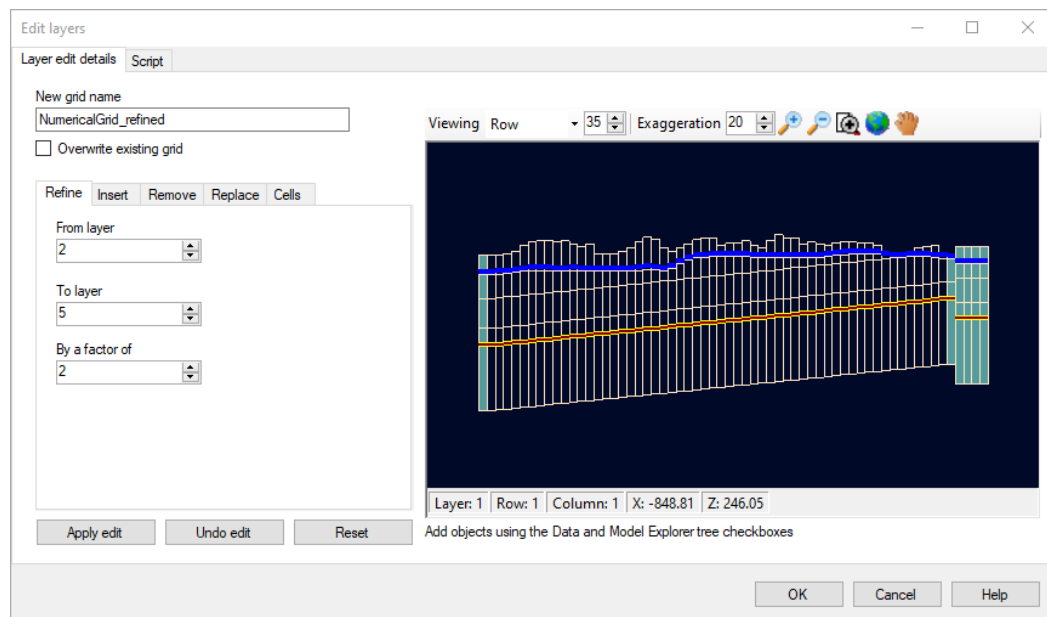 Edit layers
Layer edit details Script
New grid name
NumericalGrid_refined
Overwrite existing grid
Viewing Row 35 Exaggeration 20
Refine Insert Remove Replace Cells
From layer
2
To layer
5
By a factor of
2
Layer: 1 Row: 1 Column: 1 X: -848.81 Z: 246.05
Apply edit Undo edit Reset
Add objects using the Data and Model Explorer tree checkboxes
OK Cancel Help